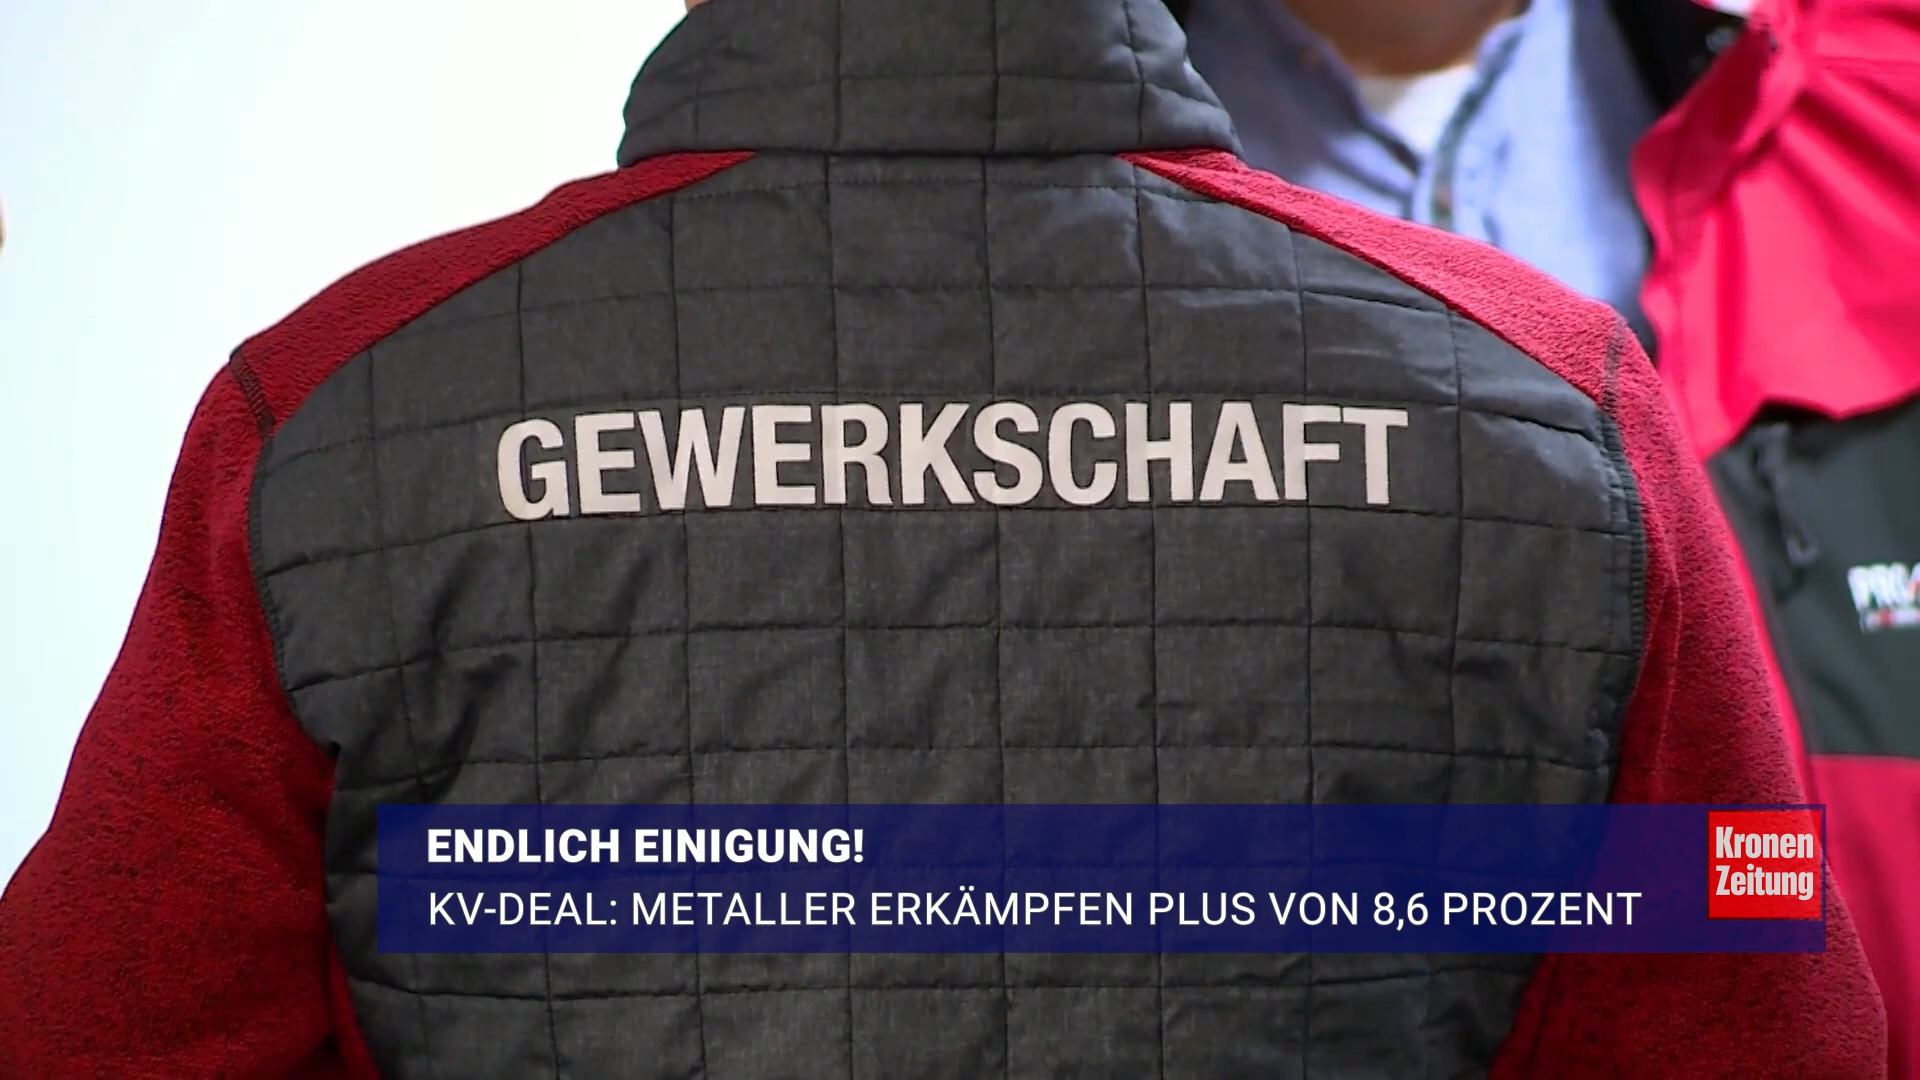 GEWERKSCHAFT
ENDLICH EINIGUNG!
KV-DEAL: METALLER ERKÄMPFEN PLUS VON 8,6 PROZENT
Kronen
Zeitung